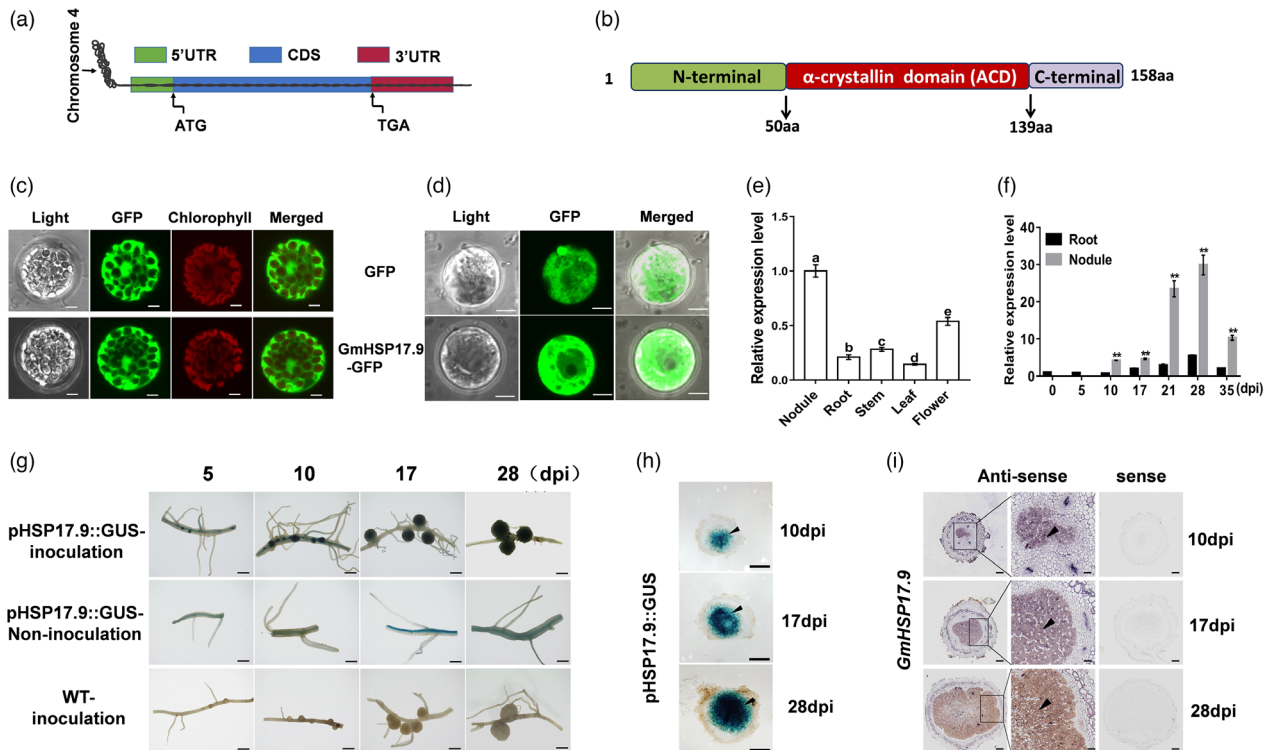 (a)
Chromosome 4
5'UTR CDS 3'UTR
ATG TGA
(b)
1 N-terminal α-crystallin domain (ACD) C-terminal 158aa
50aa 139aa
(c)
Light GFP Chlorophyll Merged
(d)
Light GFP Merged
GFP
GmHSP17.9
-GFP
(e)
Relative expression level
1.5
1.0
0.5
0.0
a b c d e
Nodule Root Stem Leaf Flower
(f)
Relative expression level
40
30
20
10
0
Root
Nodule
** ** ** ** **
0 5 10 17 21 28 35 (dpi)
(g)
5 10 17 28 (dpi)
pHSP17.9::GUS-
inoculation
pHSP17.9::GUS-
Non-inoculation
WT-
inoculation
(h)
pHSP17.9::GUS
10dpi
17dpi
28dpi
(i)
Anti-sense sense
GmHSP17.9
10dpi
17dpi
28dpi